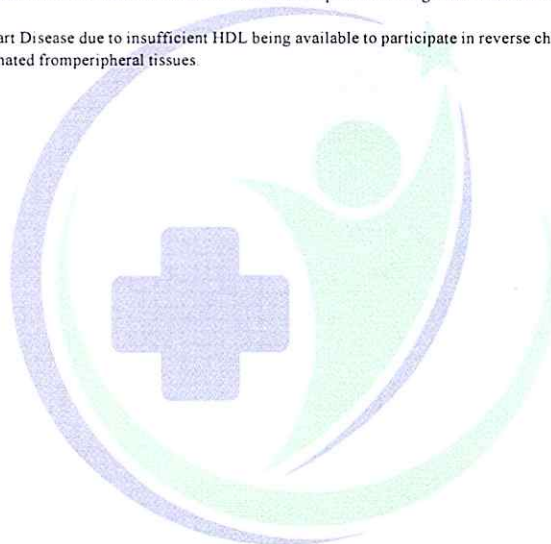 art Disease due to insufficient HDL being available to participate in reverse ch
nated fromperipheral tissues.